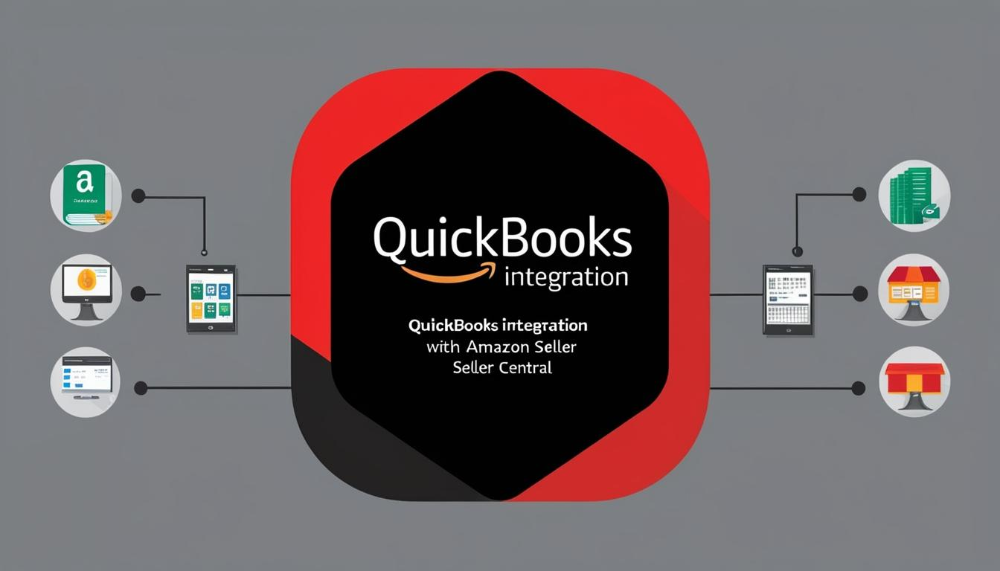 a
QuickBooks
integration
QuickBooks integration
with Amazon Seller
Seller Central